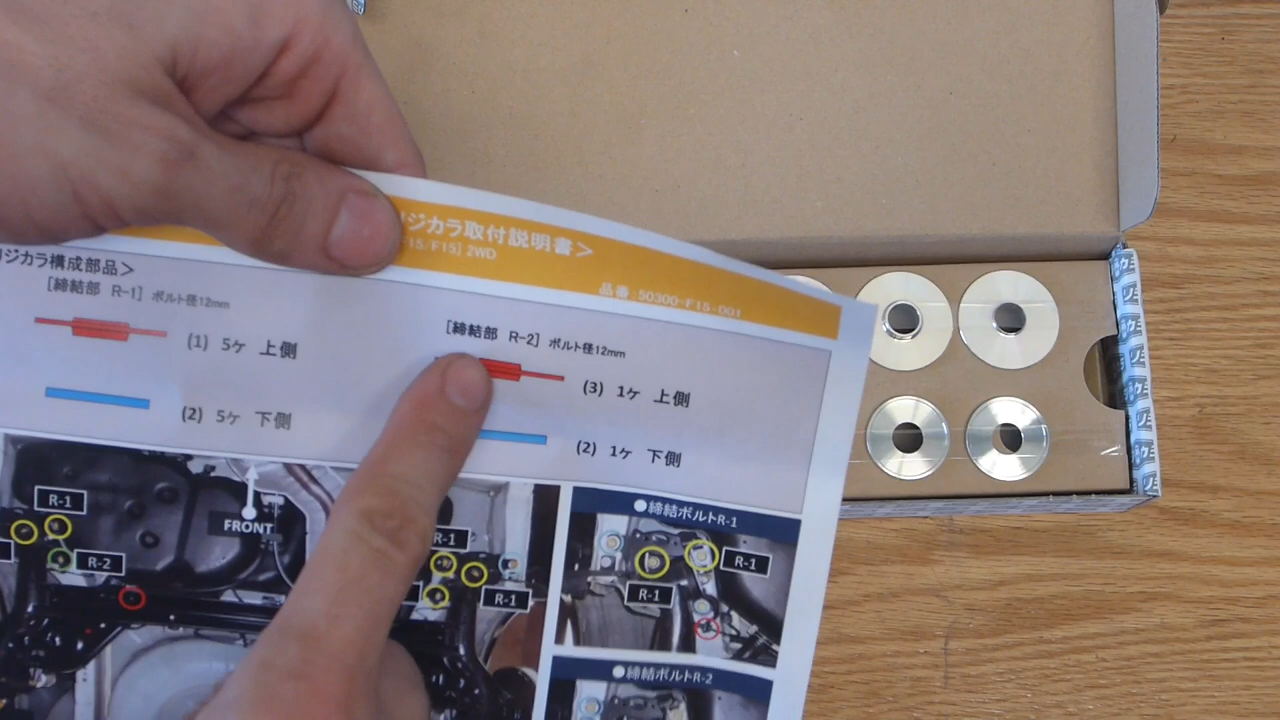 ジカラ取付説明書＞
F15/F15] 2WD
品番:50300-F15-001
ジカラ構成部品＞
[締結部 R-1] ボルト径12mm
(1) 5ヶ 上側
(2) 5ヶ 下側
[締結部 R-2] ボルト径12mm
(3) 1ヶ 上側
(2) 1ヶ 下側
R-1
R-2
FRONT
R-1
R-1
●締結ボルトR-1
R-1
R-1
●締結ボルトR-2